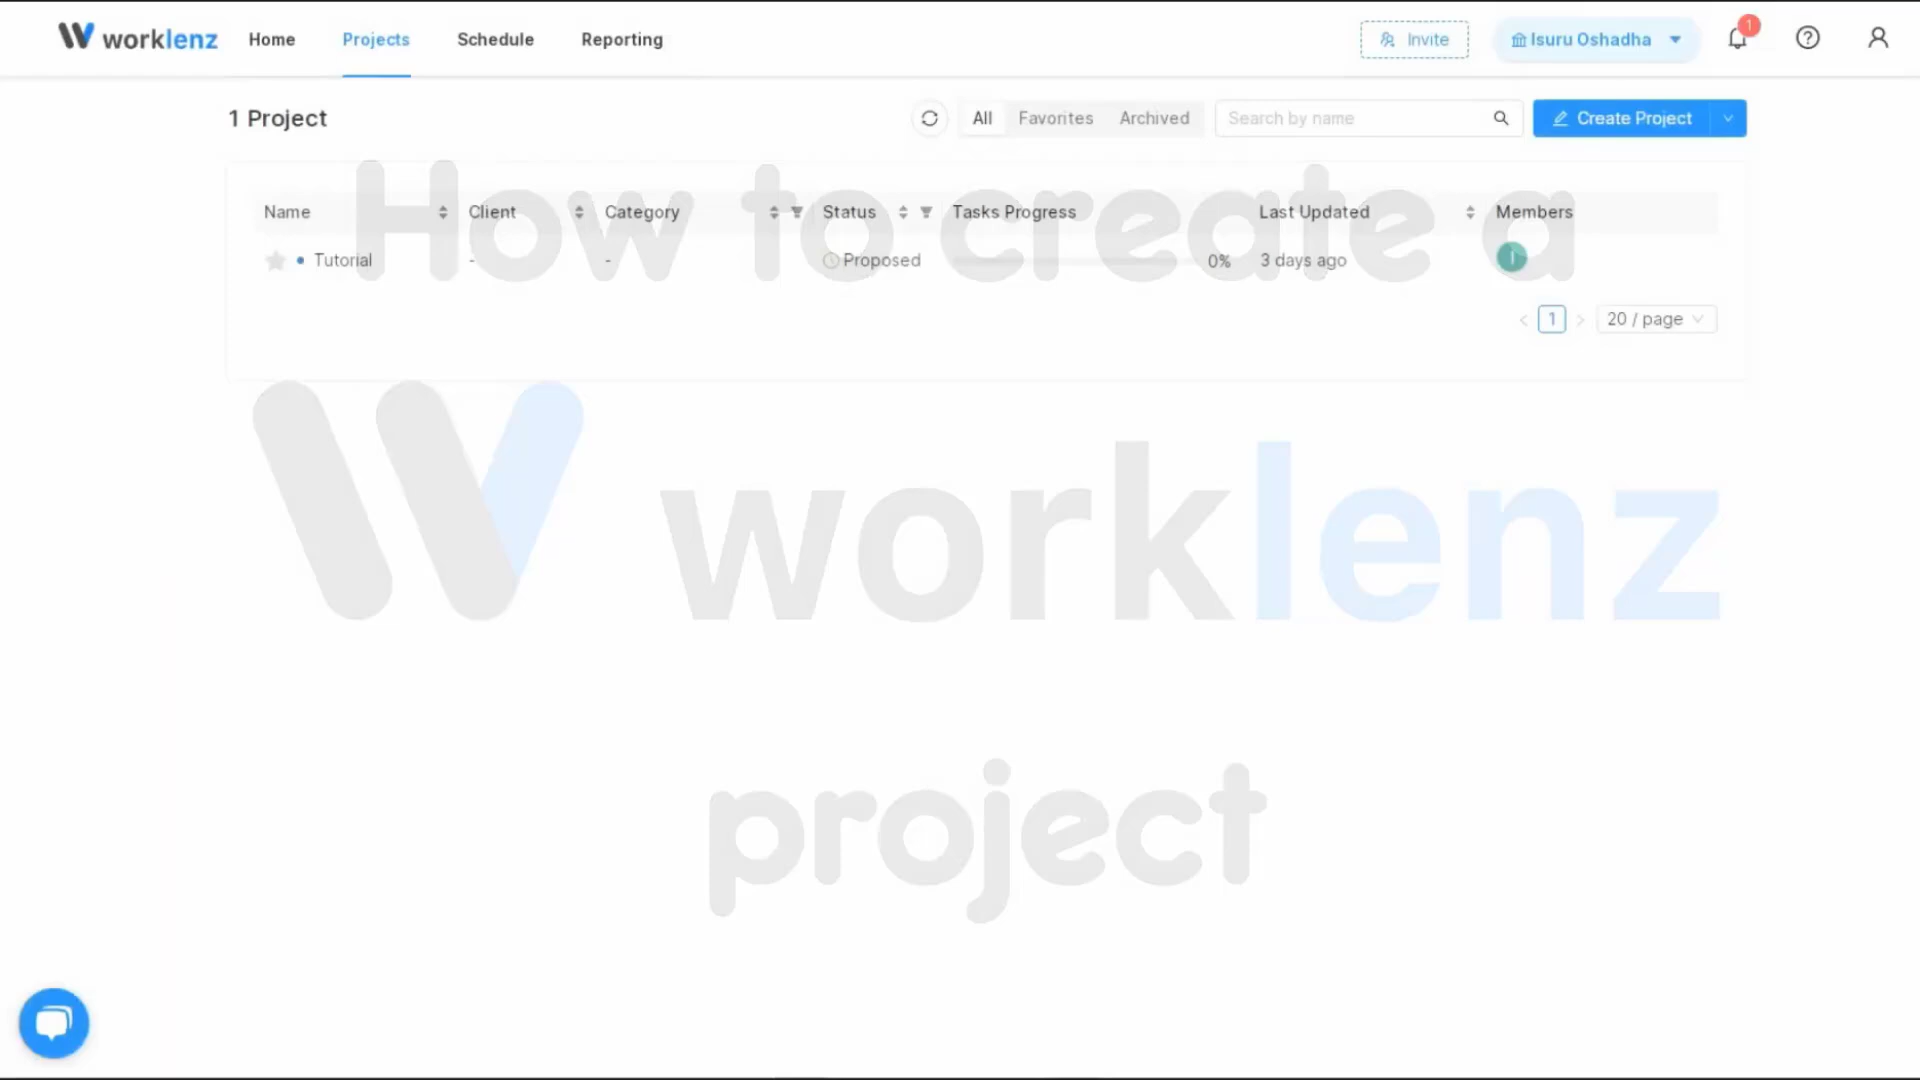 worklenz Home Projects Schedule Reporting Invite Isuru Oshadha 1
1 Project All Favorites Archived Search by name Create Project
How to create a
Name Client Category Status Tasks Progress Last Updated Members
Tutorial - - Proposed 0% 3 days ago I
1 20 / page
worklenz
project